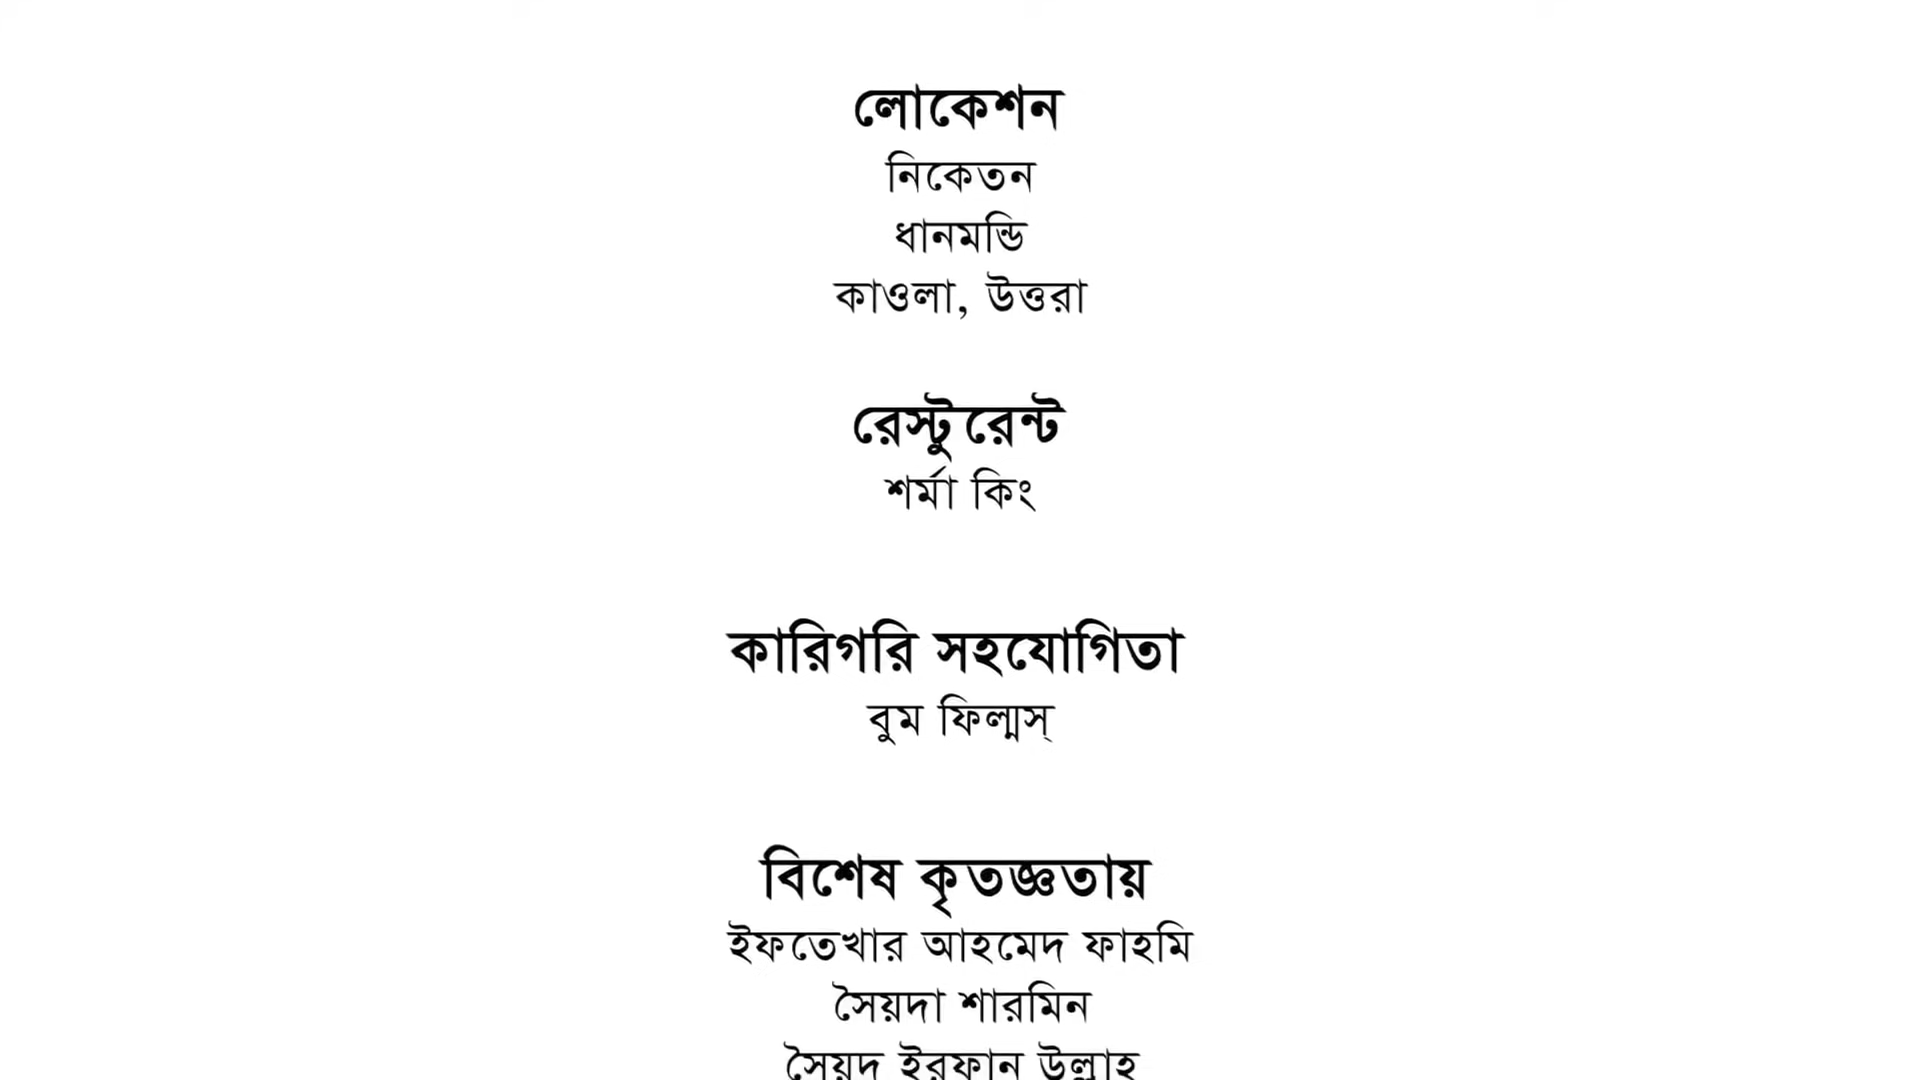 লোকেশন
নিকেতন
ধানমন্ডি
কাওলা, উত্তরা
রেস্টুরেন্ট
শর্মা কিং
কারিগরি সহযোগিতা
বুম ফিল্মস্
বিশেষ কৃতজ্ঞতায়
ইফতেখার আহমেদ ফাহমি
সৈয়দা শারমিন
সৈয়দ ইরফান উল্লাহ